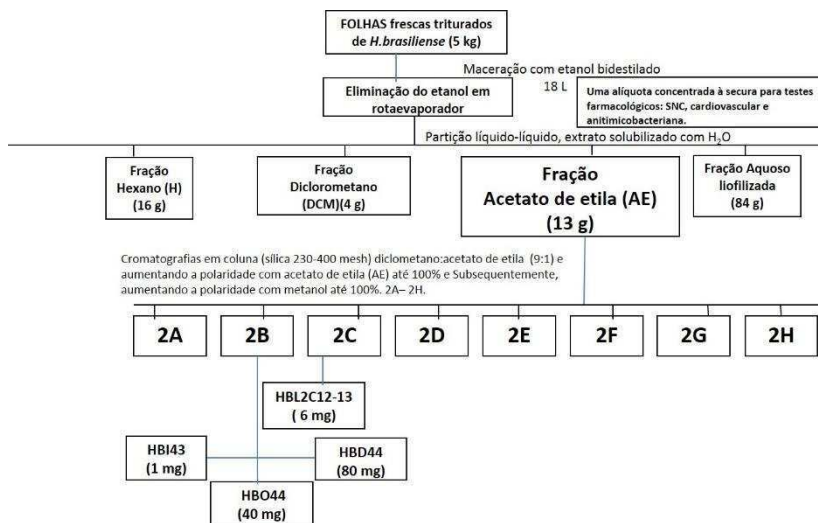 FOLHAS frescas triturados
de H.brasiliense (5 kg)
Maceração com etanol bidestilado
18 L
Eliminação do etanol em
rotaevaporador
Uma alíquota concentrada à secura para testes
farmacológicos: SNC, cardiovascular e
anitimicobacteriana.
Partição líquido-líquido, extrato solubilizado com H₂O
Fração
Hexano (H)
(16 g)
Fração
Diclorometano
(DCM)(4 g)
Fração
Acetato de etila (AE)
(13 g)
Fração Aquoso
liofilizada
(84 g)
Cromatografias em coluna (sílica 230-400 mesh) diclometano:acetato de etila (9:1) e
aumentando a polaridade com acetato de etila (AE) até 100% e Subsequentemente,
aumentando a polaridade com metanol até 100%. 2A– 2H.
2A
2B
2C
2D
2E
2F
2G
2H
HBL2C12-13
( 6 mg)
HBI43
(1 mg)
HBD44
(80 mg)
HBO44
(40 mg)